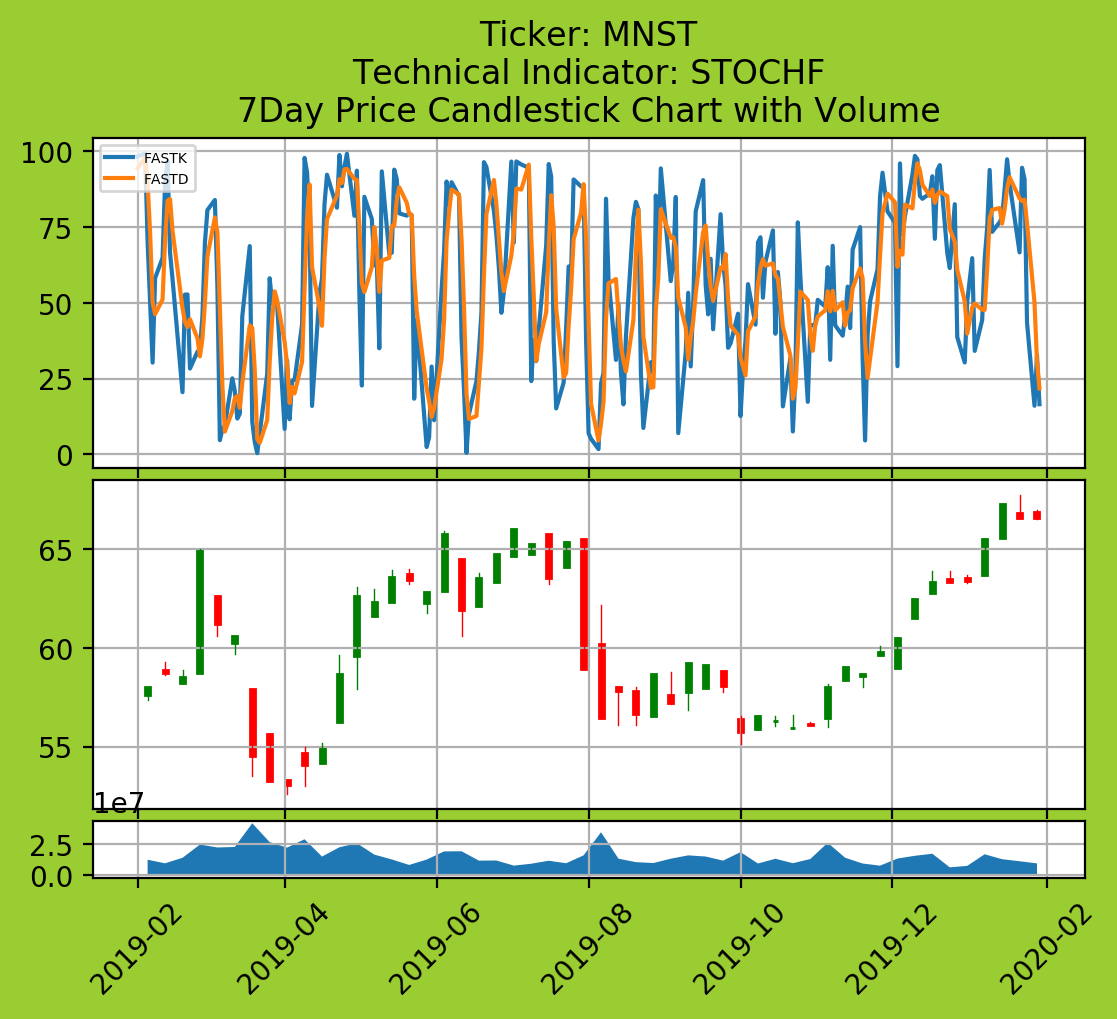 Ticker: MNST
Technical Indicator: STOCHF
7Day Price Candlestick Chart with Volume
100
75
50
25
0
FASTK
FASTD
65
60
55
1e7
2.5
0.0
2019-02
2019-04
2019-06
2019-08
2019-10
2019-12
2020-02